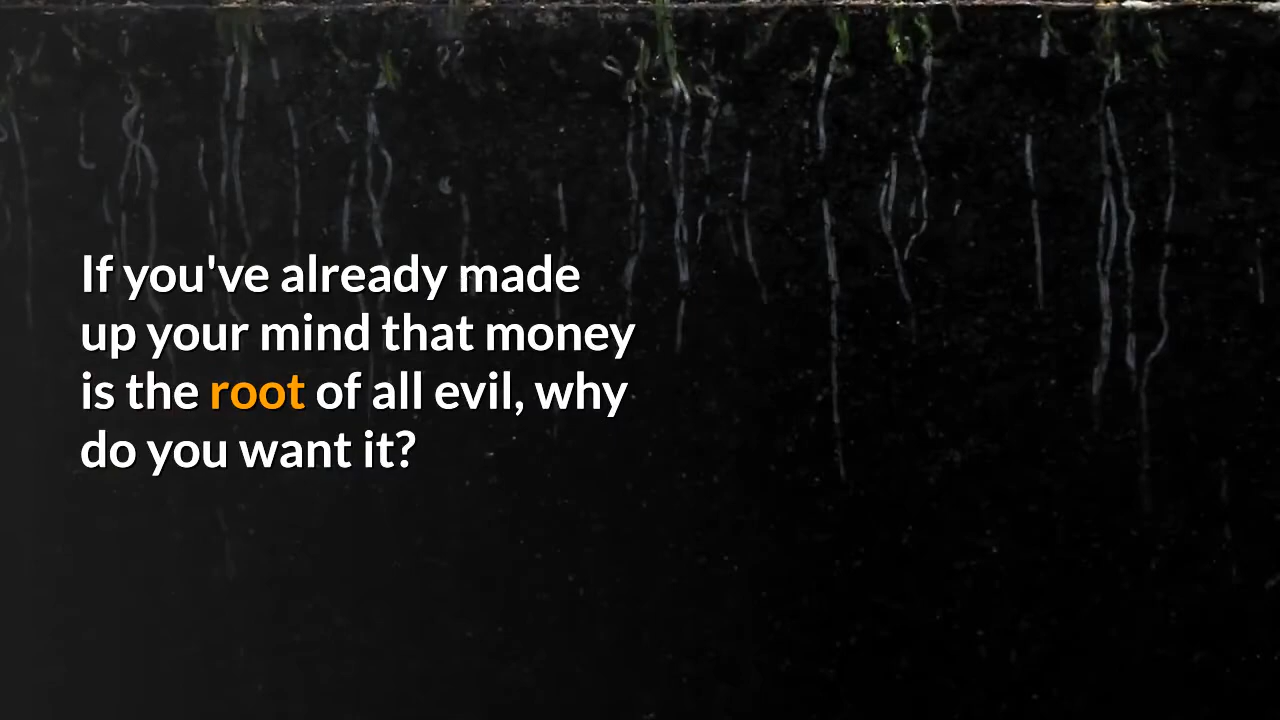 If you've already made
up your mind that money
is the root of all evil, why
do you want it?